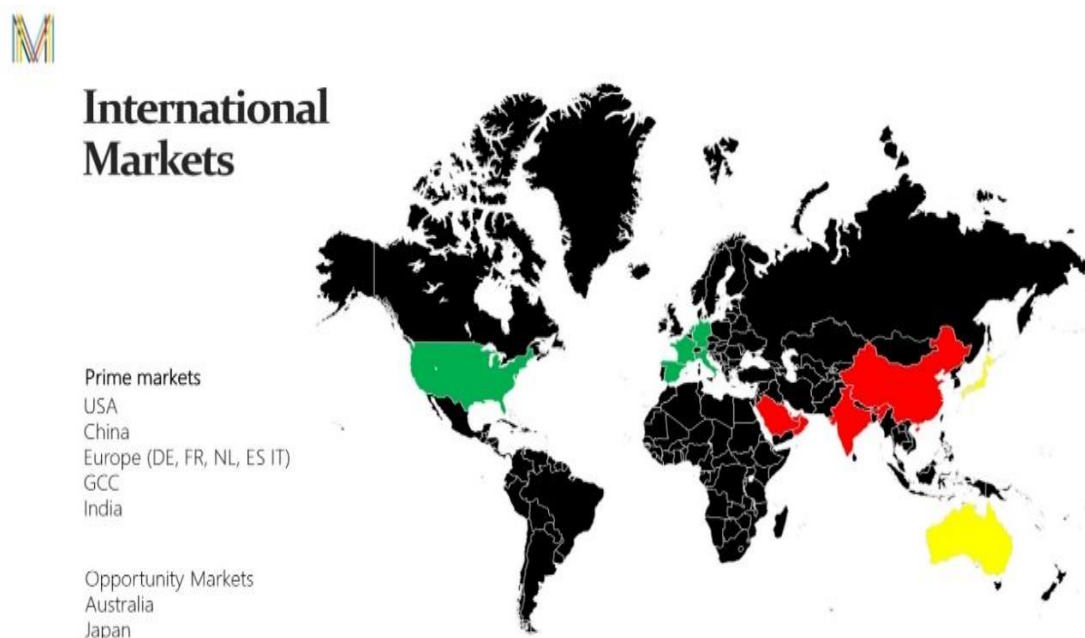 M
International
Markets
Prime markets
USA
China
Europe (DE, FR, NL, ES IT)
GCC
India
Opportunity Markets
Australia
Japan